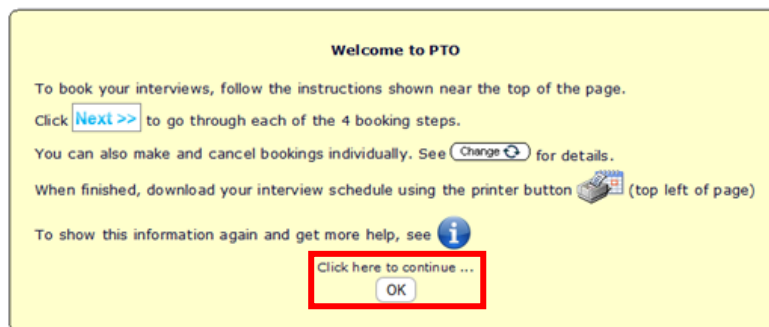 Welcome to PTO
To book your interviews, follow the instructions shown near the top of the page.
Click Next >> to go through each of the 4 booking steps.
You can also make and cancel bookings individually. See Change for details.
When finished, download your interview schedule using the printer button (top left of page)
To show this information again and get more help, see i
Click here to continue ...
OK